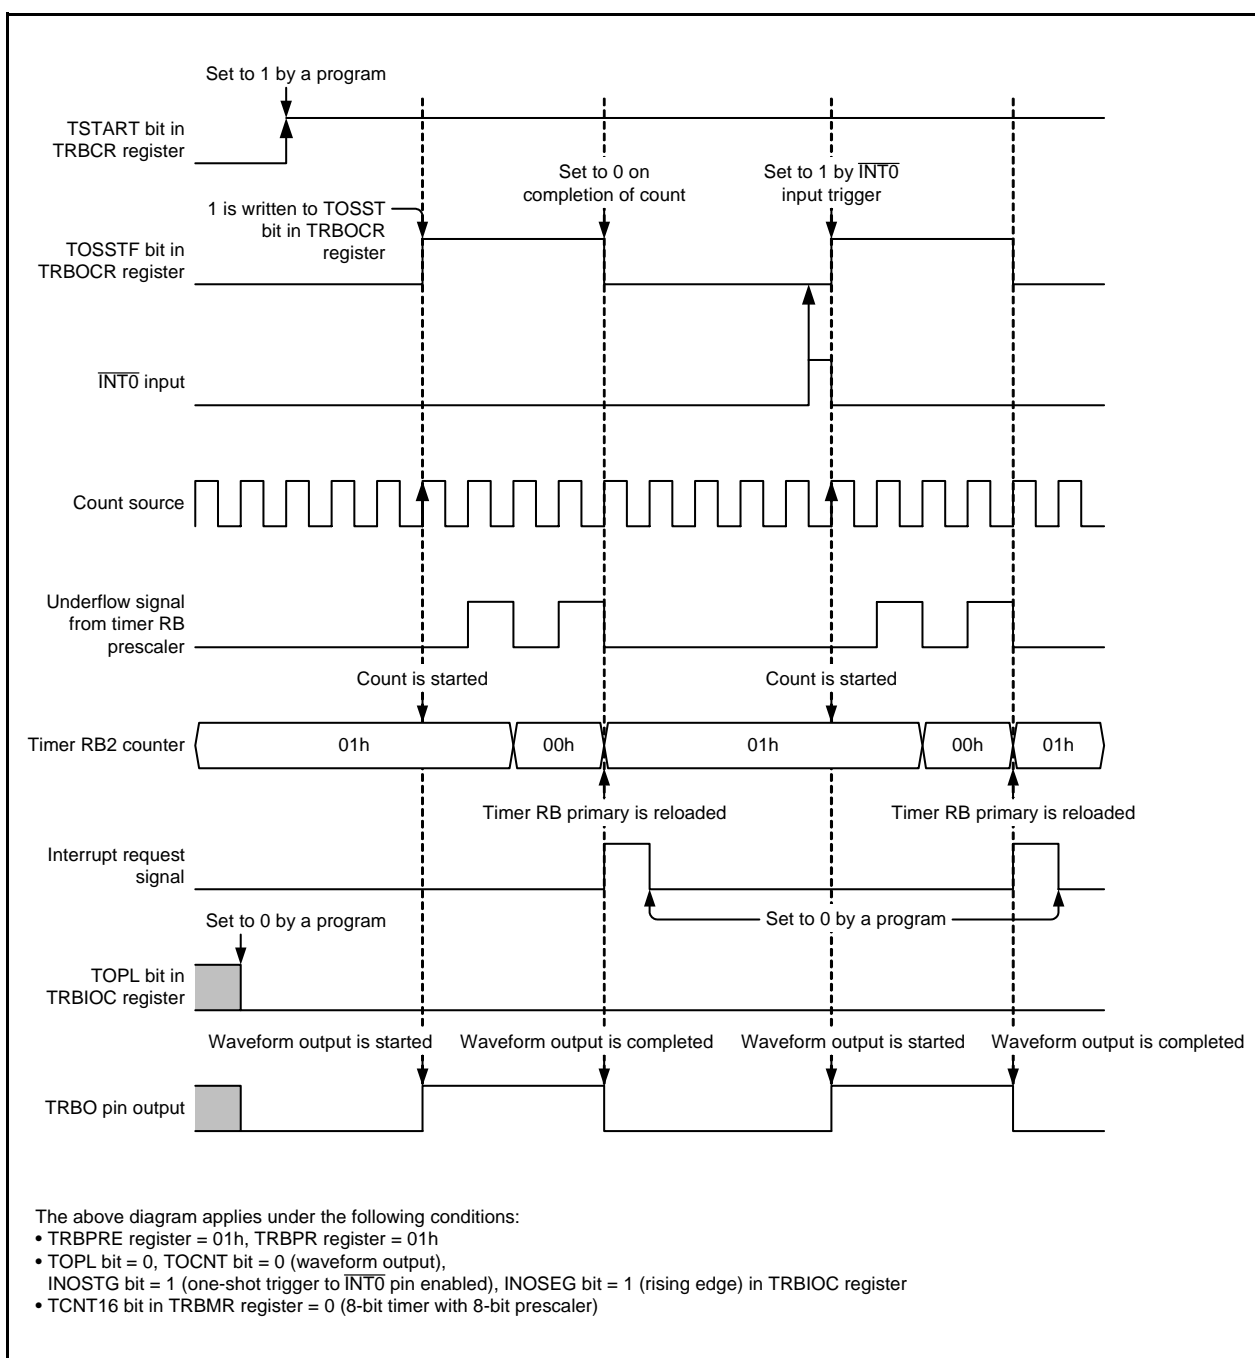 Set to 1 by a program
TSTART bit in
TRBCR register
Set to 0 on
completion of count
Set to 1 by INT0
input trigger
1 is written to TOSST
bit in TRBOCR
register
TOSSTF bit in
TRBOCR register
INT0 input
Count source
Underflow signal
from timer RB
prescaler
Count is started
Count is started
Timer RB2 counter
01h
00h
01h
00h
01h
Timer RB primary is reloaded
Timer RB primary is reloaded
Interrupt request
signal
Set to 0 by a program
Set to 0 by a program
TOPL bit in
TRBIOC register
Waveform output is started
Waveform output is completed
Waveform output is started
Waveform output is completed
TRBO pin output
The above diagram applies under the following conditions:
• TRBPRE register = 01h, TRBPR register = 01h
• TOPL bit = 0, TOCNT bit = 0 (waveform output),
INOSTG bit = 1 (one-shot trigger to INT0 pin enabled), INOSEG bit = 1 (rising edge) in TRBIOC register
• TCNT16 bit in TRBMR register = 0 (8-bit timer with 8-bit prescaler)